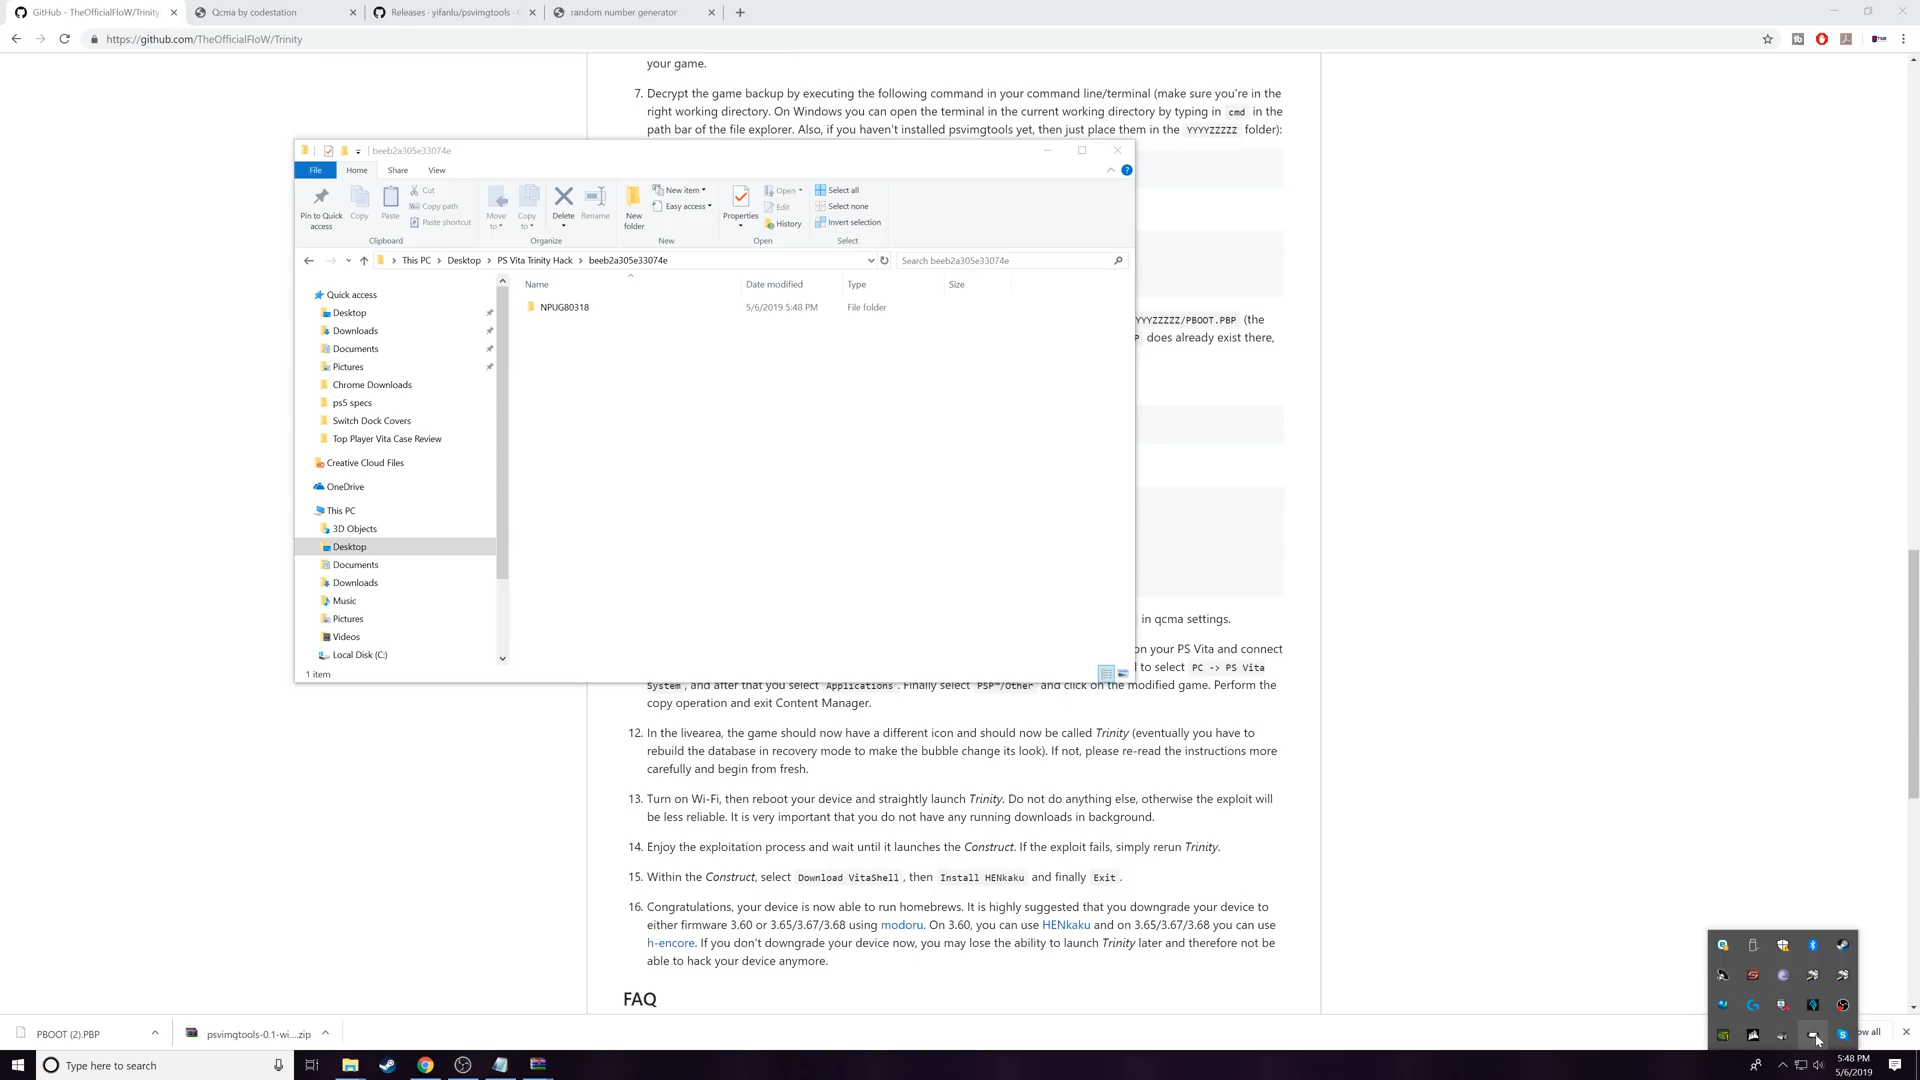 GitHub - TheOfficialFloW/Trinity
Qcma by codestation
Releases · yifanlu/psvimgtools · G
random number generator
https://github.com/TheOfficialFloW/Trinity
your game.
7. Decrypt the game backup by executing the following command in your command line/terminal (make sure you're in the
right working directory. On Windows you can open the terminal in the current working directory by typing in cmd in the
path bar of the file explorer. Also, if you haven't installed psvimgtools yet, then just place them in the YYYYZZZZZ folder):
beeb2a305e33074e
File
Home
Share
View
Pin to Quick access
Copy
Paste
Cut
Copy path
Paste shortcut
Clipboard
Move to
Copy to
Delete
Rename
Organize
New folder
New item
Easy access
New
Properties
Open
Edit
History
Open
Select all
Select none
Invert selection
Select
This PC > Desktop > PS Vita Trinity Hack > beeb2a305e33074e
Search beeb2a305e33074e
Name
Date modified
Type
Size
NPUG80318
5/6/2019 5:48 PM
File folder
Quick access
Desktop
Downloads
Documents
Pictures
Chrome Downloads
ps5 specs
Switch Dock Covers
Top Player Vita Case Review
Creative Cloud Files
OneDrive
This PC
3D Objects
Desktop
Documents
Downloads
Music
Pictures
Videos
Local Disk (C:)
1 item
YYYZZZZZ/PBOOT.PBP (the
P does already exist there,
in qcma settings.
on your PS Vita and connect
to select PC -> PS Vita
System, and after that you select Applications. Finally select PSP™/Other and click on the modified game. Perform the
copy operation and exit Content Manager.
12. In the livearea, the game should now have a different icon and should now be called Trinity (eventually you have to
rebuild the database in recovery mode to make the bubble change its look). If not, please re-read the instructions more
carefully and begin from fresh.
13. Turn on Wi-Fi, then reboot your device and straightly launch Trinity. Do not do anything else, otherwise the exploit will
be less reliable. It is very important that you do not have any running downloads in background.
14. Enjoy the exploitation process and wait until it launches the Construct. If the exploit fails, simply rerun Trinity.
15. Within the Construct, select Download VitaShell, then Install HENkaku and finally Exit.
16. Congratulations, your device is now able to run homebrews. It is highly suggested that you downgrade your device to
either firmware 3.60 or 3.65/3.67/3.68 using modoru. On 3.60, you can use HENkaku and on 3.65/3.67/3.68 you can use
h-encore. If you don't downgrade your device now, you may lose the ability to launch Trinity later and therefore not be
able to hack your device anymore.
FAQ
PBOOT (2).PBP
psvimgtools-0.1-wi....zip
ow all
Type here to search
5:48 PM
5/6/2019